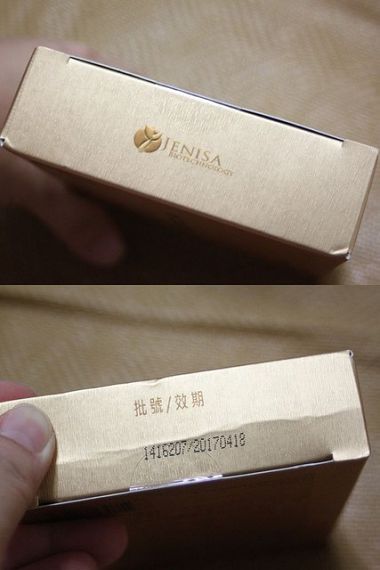 JENISA
BIOTECHNOLOGY
批號/效期
1416207/20170418